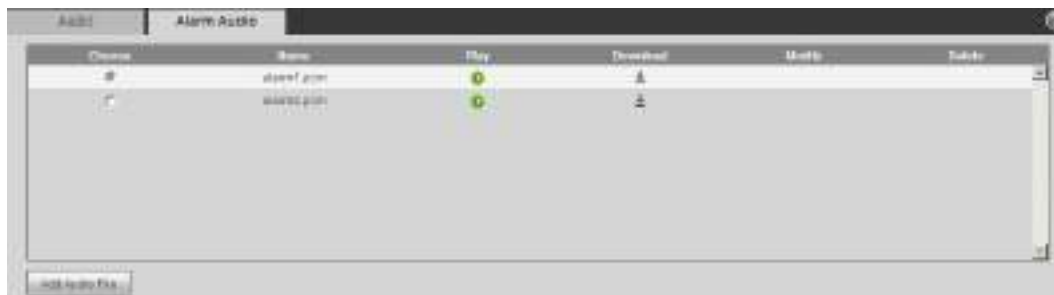 Audio Alarm Audio
Choose Name Play Download Modify Delete
alarm1.pcm
alarm2.pcm
Add Audio File